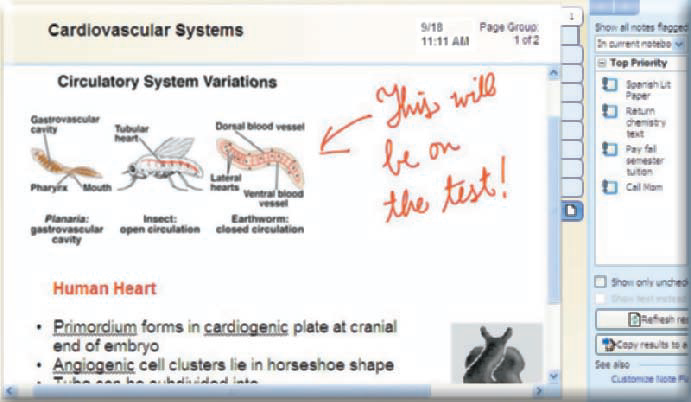 Cardiovascular Systems
9/18
11:11 AM
Page Group:
1 of 2
Circulatory System Variations
Gastrovascular
cavity
Pharynx
Mouth
Planaria:
gastrovascular
cavity
Tubular
heart
Insect:
open circulation
Dorsal blood vessel
Lateral
hearts
Ventral blood
vessel
Earthworm:
closed circulation
This will
be on
the test!
Human Heart
• Primordium forms in cardiogenic plate at cranial
end of embryo
• Angiogenic cell clusters lie in horseshoe shape
• Tube can be subdivided into
1
Show all notes flagged
In current notebo
Top Priority
Spanish Lit
Paper
Return
chemistry
text
Pay fall
semester
tuition
Call Mom
Show only unchec
Show text instead
Refresh res
Copy results to a
See also
Customize Note Fl